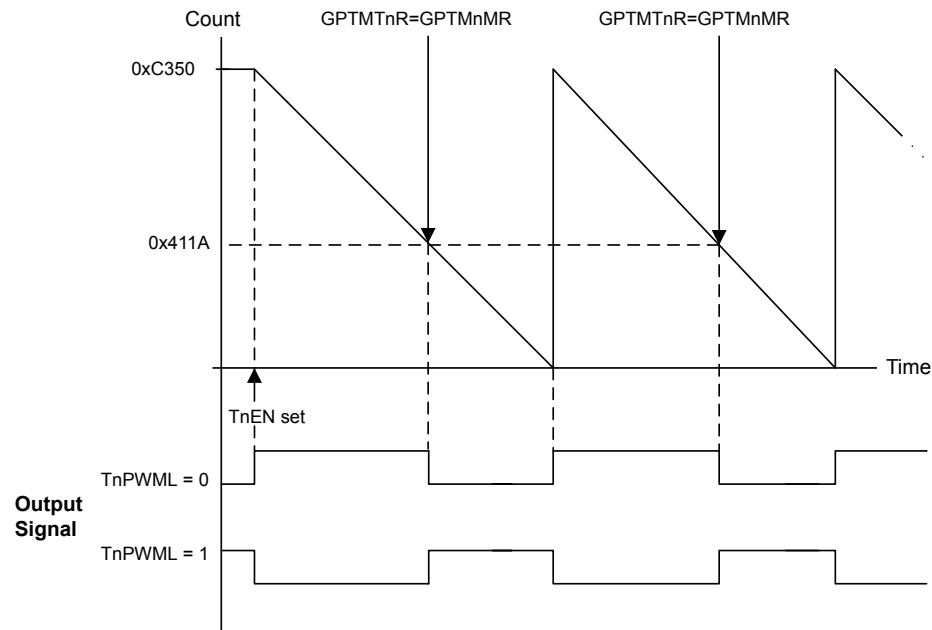 Count
GPTMTnR=GPTMnMR
GPTMTnR=GPTMnMR
0xC350
0x411A
Time
TnEN set
TnPWML = 0
Output
Signal
TnPWML = 1